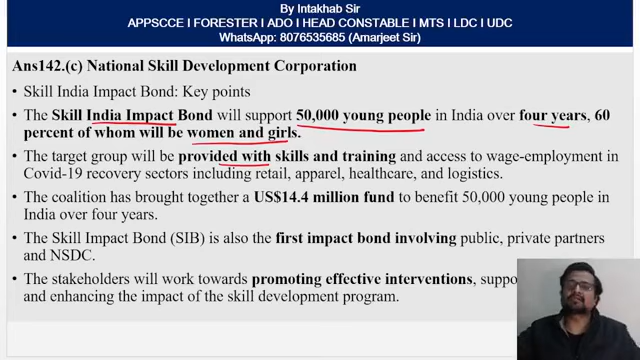 By Intakhab Sir
APPSCCE I FORESTER I ADO I HEAD CONSTABLE I MTS I LDC I UDC
WhatsApp: 8076535685 (Amarjeet Sir)
Ans142.(c) National Skill Development Corporation
• Skill India Impact Bond: Key points
• The Skill India Impact Bond will support 50,000 young people in India over four years, 60
percent of whom will be women and girls.
• The target group will be provided with skills and training and access to wage-employment in
Covid-19 recovery sectors including retail, apparel, healthcare, and logistics.
• The coalition has brought together a US$14.4 million fund to benefit 50,000 young people in
India over four years.
• The Skill Impact Bond (SIB) is also the first impact bond involving public, private partners
and NSDC.
• The stakeholders will work towards promoting effective interventions,
and enhancing the impact of the skill development program.